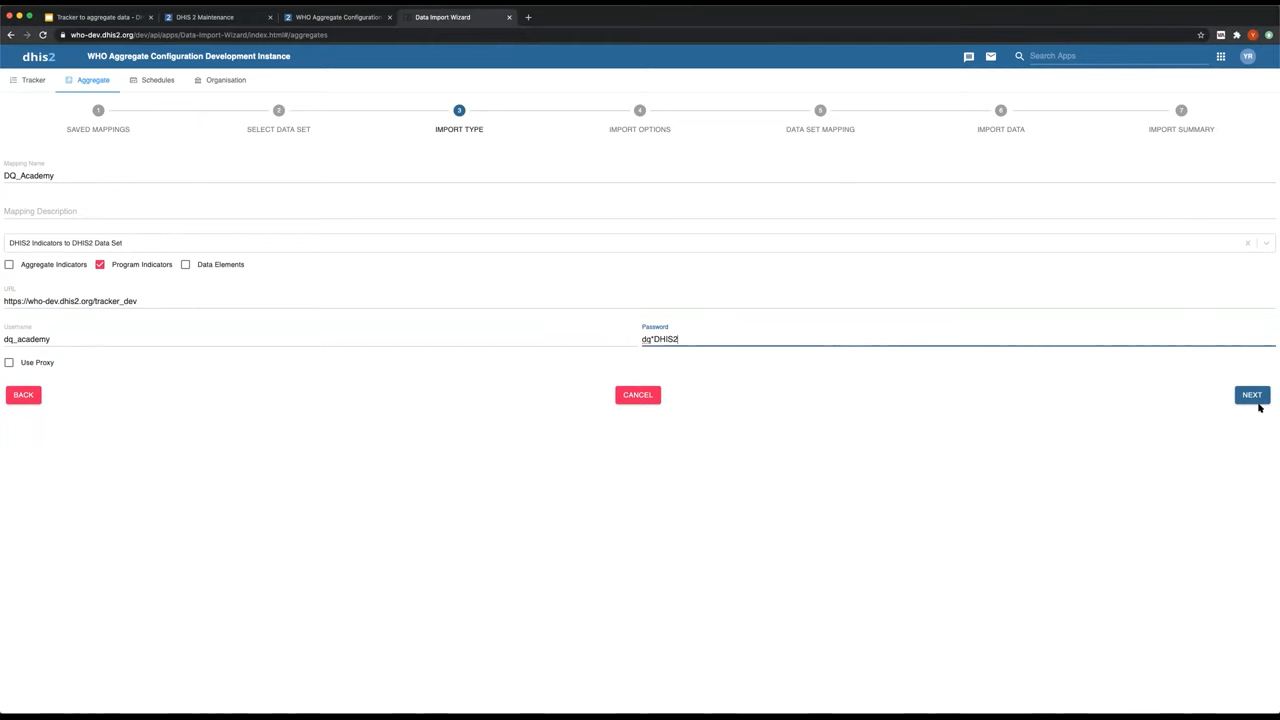 Tracker to aggregate data – DH
DHIS 2 Maintenance
WHO Aggregate Configuration
Data Import Wizard
who-dev.dhis2.org/dev/api/apps/Data-Import-Wizard/index.html#/aggregates
dhis2
WHO Aggregate Configuration Development Instance
Search Apps
YR
Tracker
Aggregate
Schedules
Organisation
1 2 3 4 5 6 7
SAVED MAPPINGS SELECT DATA SET IMPORT TYPE IMPORT OPTIONS DATA SET MAPPING IMPORT DATA IMPORT SUMMARY
Mapping Name
DQ_Academy
Mapping Description
DHIS2 Indicators to DHIS2 Data Set
Aggregate Indicators Program Indicators Data Elements
URL
https://who-dev.dhis2.org/tracker_dev
Username Password
dq_academy dq*DHIS2
Use Proxy
BACK CANCEL NEXT